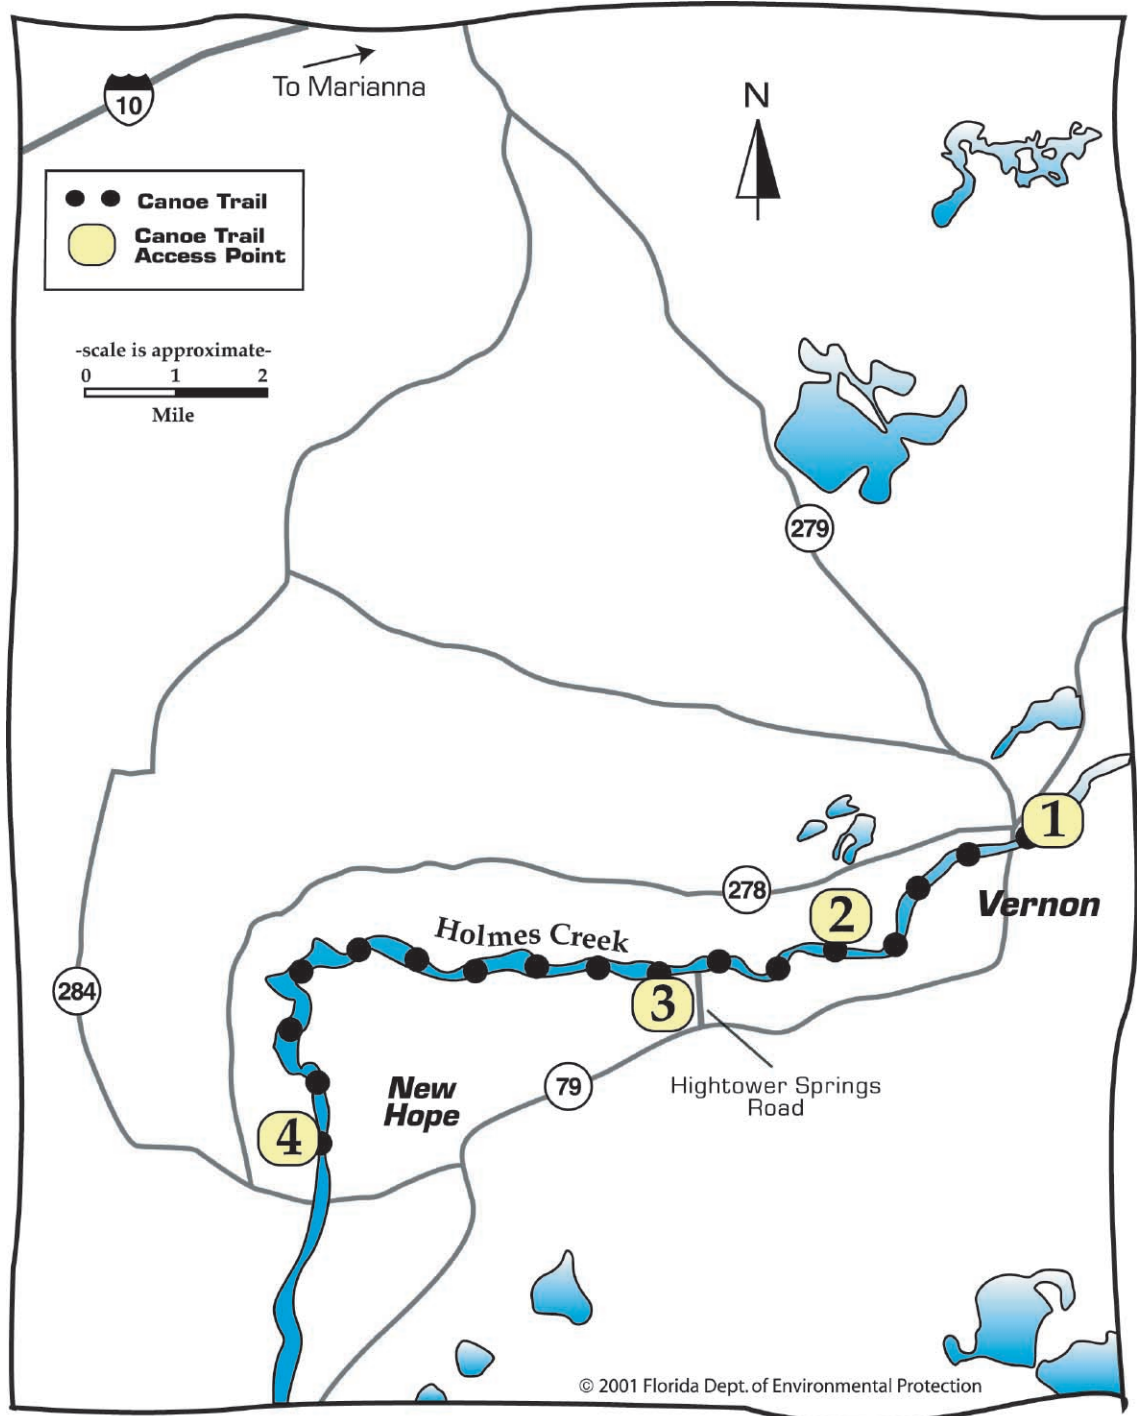 To Marianna
10
N
Canoe Trail
Canoe Trail
Access Point
-scale is approximate-
0 1 2
Mile
279
1
278
2
Vernon
Holmes Creek
284
3
New
Hope
79
Hightower Springs
Road
4
© 2001 Florida Dept. of Environmental Protection